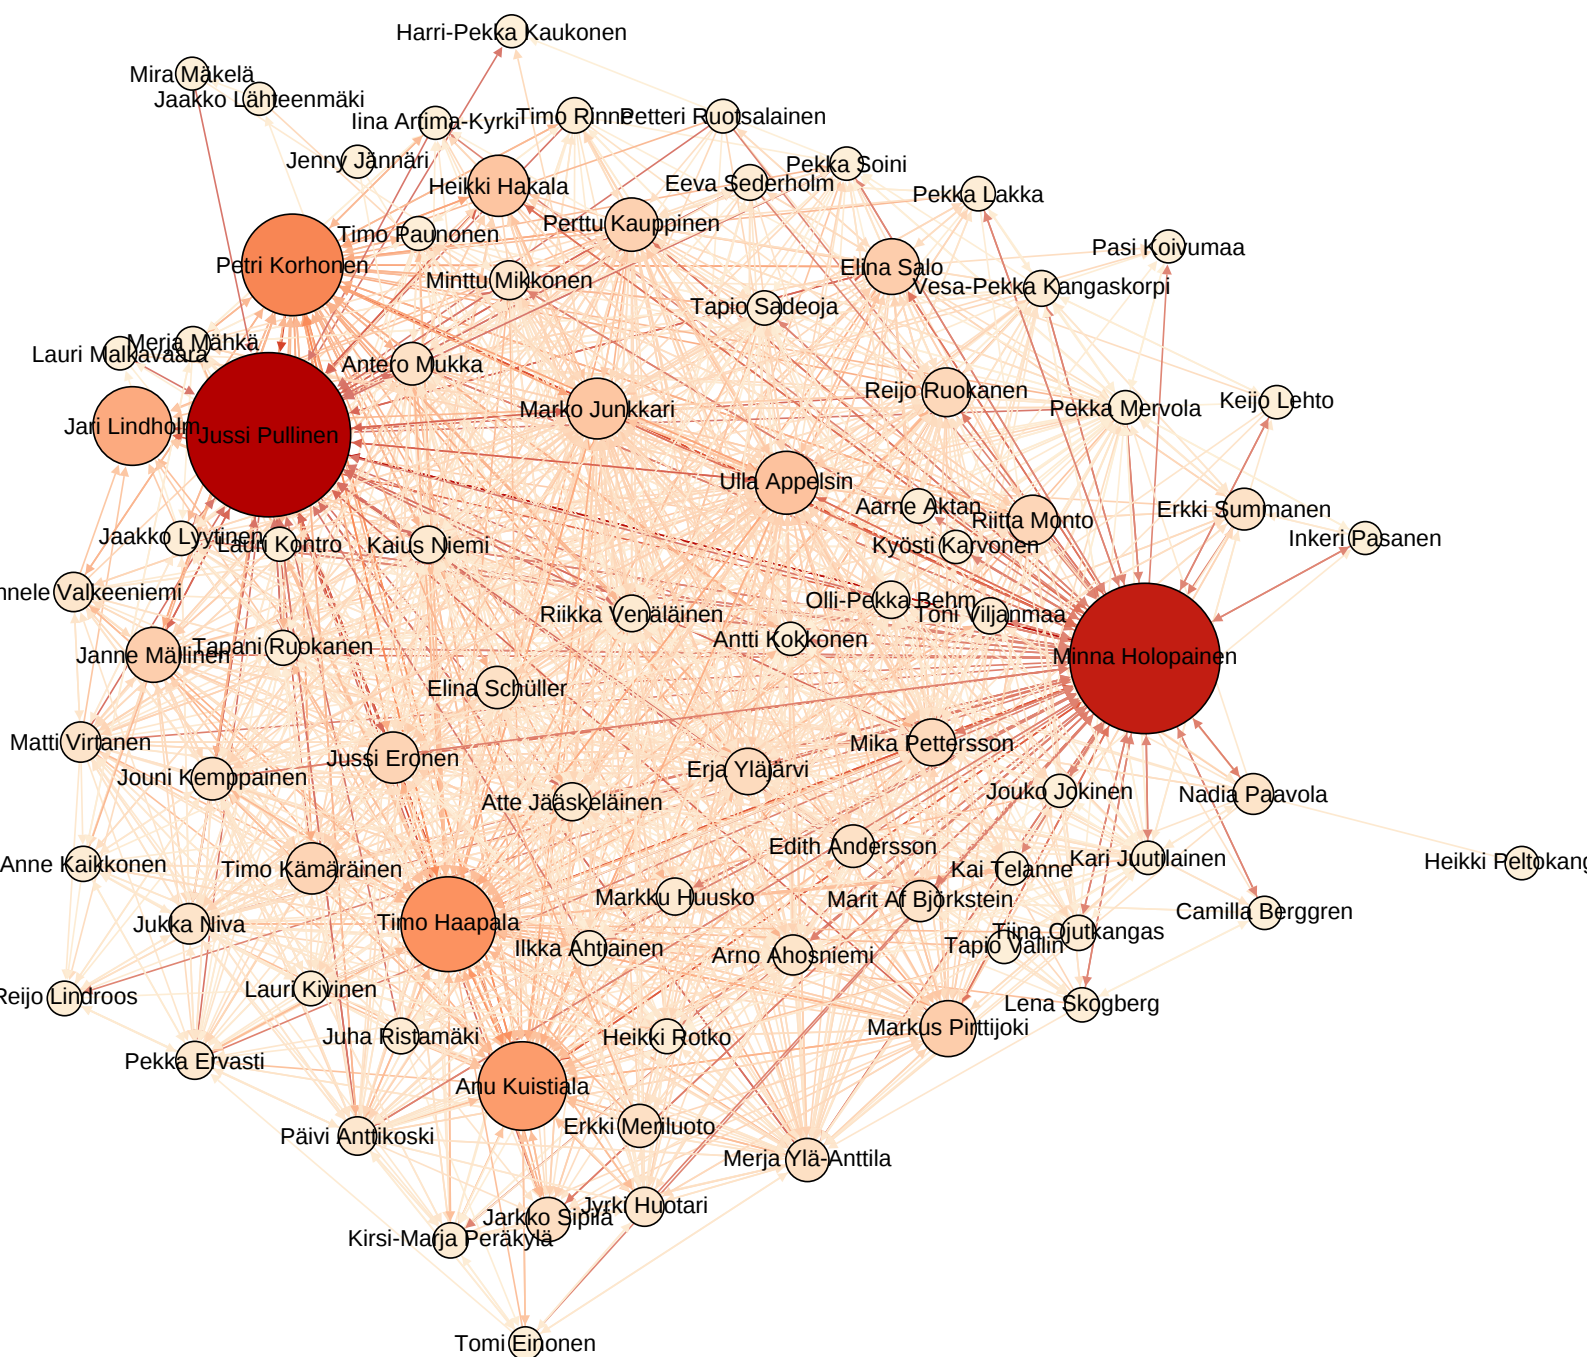 Harri-Pekka Kaukonen
Mira Mäkelä
Jaakko Lähteenmäki
Iina Artima-Kyrki
Timo Rinne
Petteri Ruotsalainen
Jenny Jännäri
Heikki Hakala
Eeva Sederholm
Pekka Soini
Pekka Lakka
Perttu Kauppinen
Timo Paunonen
Pasi Koivumaa
Petri Korhonen
Minttu Mikkonen
Elina Salo
Vesa-Pekka Kangaskorpi
Tapio Sadeoja
Merja Mähkä
Lauri Malkavaara
Antero Mukka
Reijo Ruokanen
Marko Junkkari
Pekka Mervola
Keijo Lehto
Jari Lindholm
Jussi Pullinen
Ulla Appelsin
Aarne Aktan
Riitta Monto
Erkki Summanen
Jaakko Lyytinen
Lauri Kontro
Kaius Niemi
Kyösti Karvonen
Inkeri Pasanen
nnele Valkeeniemi
Riikka Venäläinen
Olli-Pekka Behm
Toni Viljanmaa
Antti Kokkonen
Janne Mällinen
Tapani Ruokanen
Minna Holopainen
Elina Schüller
Matti Virtanen
Jussi Eronen
Mika Pettersson
Jouni Kemppainen
Erja Yläjärvi
Atte Jääskeläinen
Jouko Jokinen
Nadia Paavola
Edith Andersson
Anne Kaikkonen
Timo Kämäräinen
Kai Telanne
Kari Juutilainen
Heikki Peltokang
Markku Huusko
Marit Af Björkstein
Camilla Berggren
Jukka Niva
Timo Haapala
Ilkka Ahtiainen
Arno Ahosniemi
Tapio Vallin
Tiina Ojutkangas
Reijo Lindroos
Lauri Kivinen
Lena Skogberg
Juha Ristamäki
Heikki Rotko
Markus Pirttijoki
Pekka Ervasti
Anu Kuistiala
Päivi Anttikoski
Erkki Meriluoto
Merja Ylä-Anttila
Jarkko Sipilä
Jyrki Huotari
Kirsi-Marja Peräkylä
Tomi Einonen